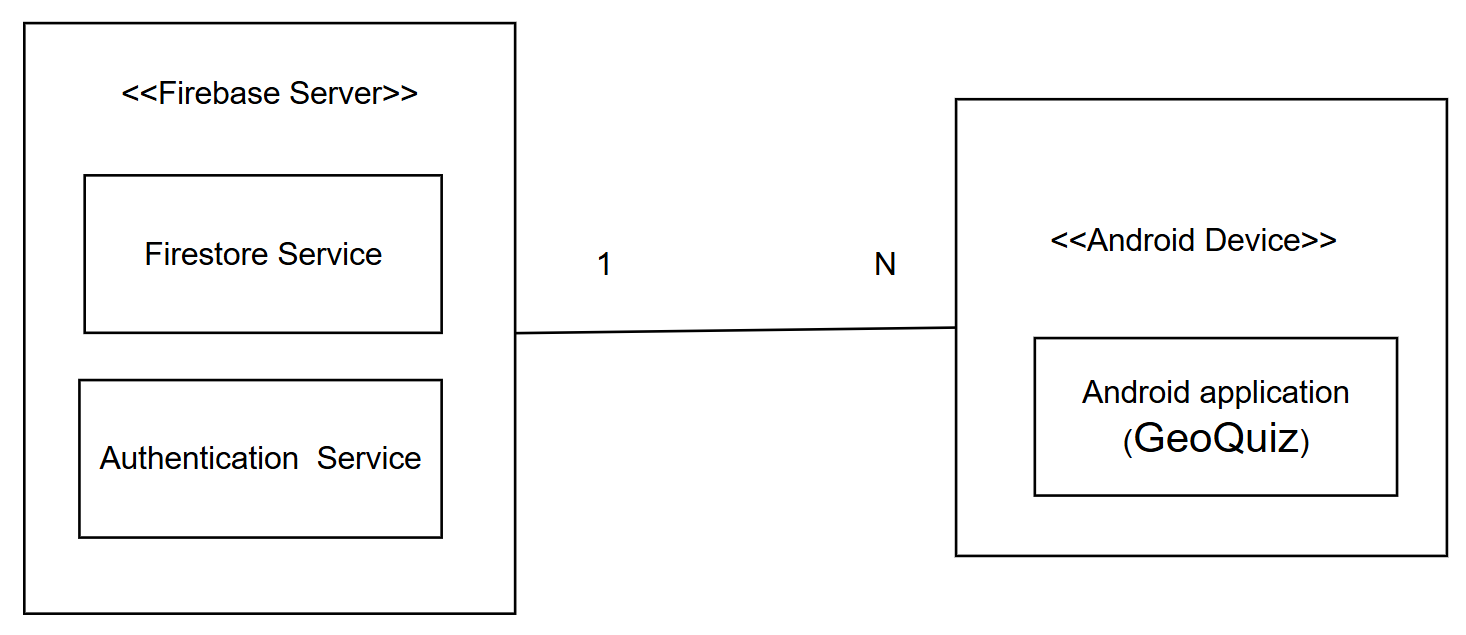 <<Firebase Server>>
Firestore Service
Authentication  Service
1
N
<<Android Device>>
Android application
(GeoQuiz)